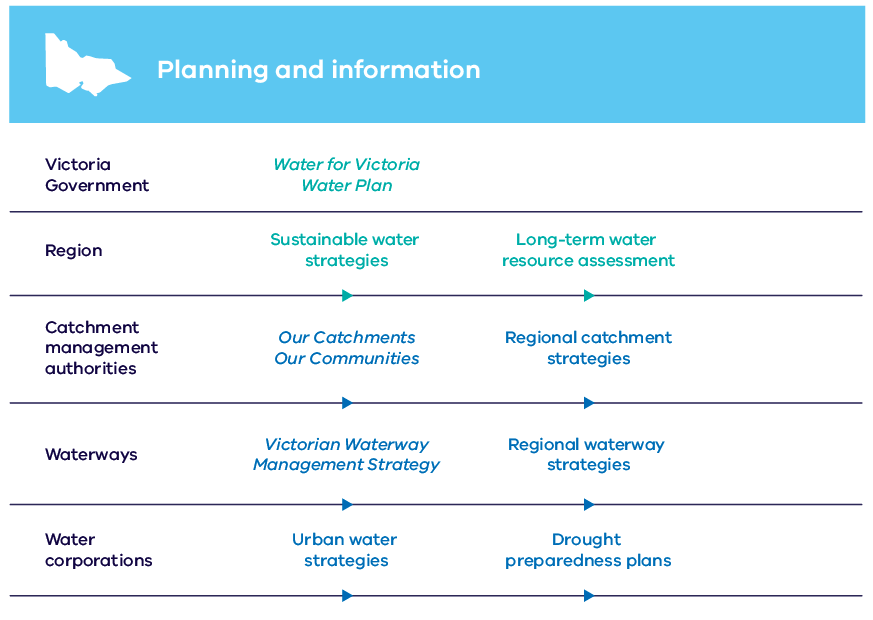 Planning and information
Victoria
Government
Water for Victoria
Water Plan
Region
Sustainable water
strategies
Long-term water
resource assessment
Catchment
management
authorities
Our Catchments
Our Communities
Regional catchment
strategies
Waterways
Victorian Waterway
Management Strategy
Regional waterway
strategies
Water
corporations
Urban water
strategies
Drought
preparedness plans